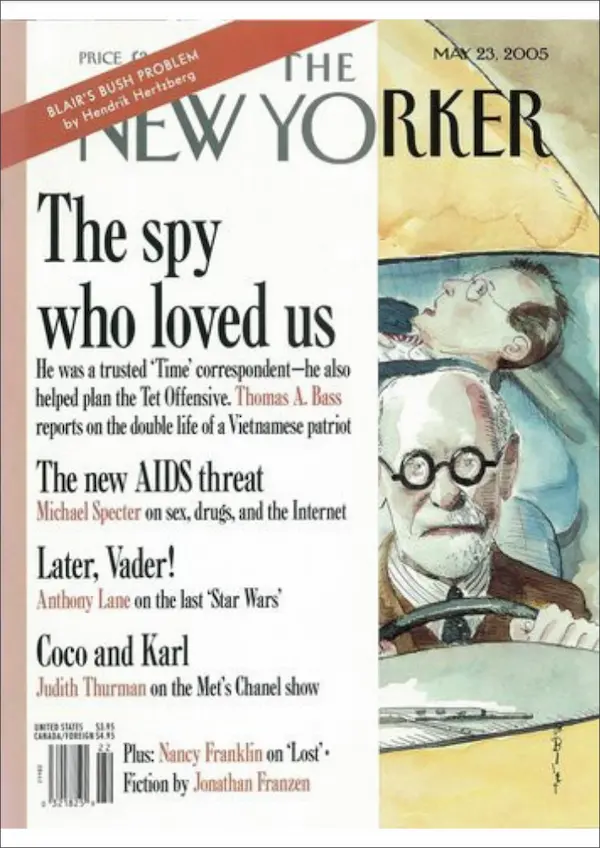 PRICE
MAY 23, 2005
BLAIR'S BUSH PROBLEM
by Hendrik Hertzberg
THE
NEW YORKER
The spy
who loved us
He was a trusted 'Time' correspondent—he also
helped plan the Tet Offensive. Thomas A. Bass
reports on the double life of a Vietnamese patriot
The new AIDS threat
Michael Specter on sex, drugs, and the Internet
Later, Vader!
Anthony Lane on the last 'Star Wars'
Coco and Karl
Judith Thurman on the Met's Chanel show
UNITED STATES $3.95
CANADA/FOREIGN $4.95
22
Plus: Nancy Franklin on 'Lost' •
Fiction by Jonathan Franzen